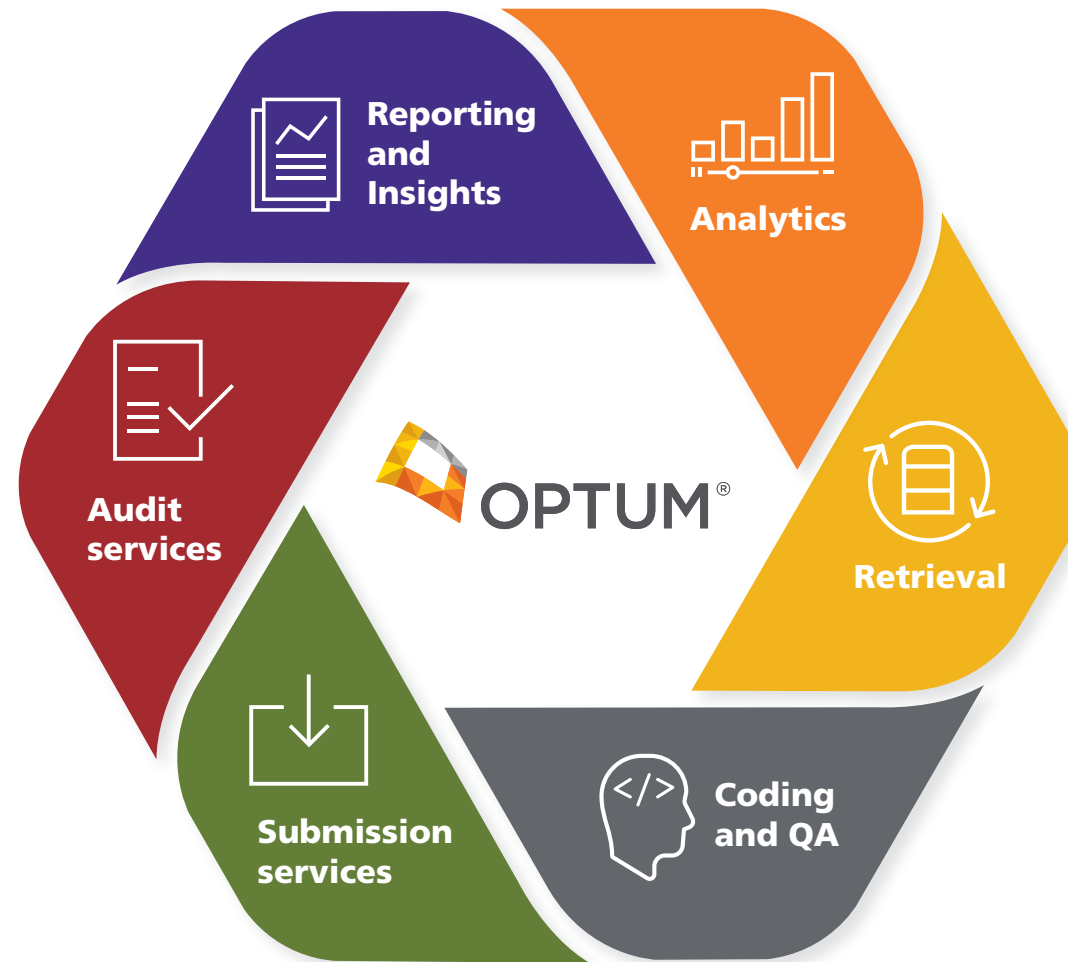 Reporting
and
Insights
Analytics
Retrieval
Coding
and QA
</>
Submission
services
Audit
services
OPTUM®